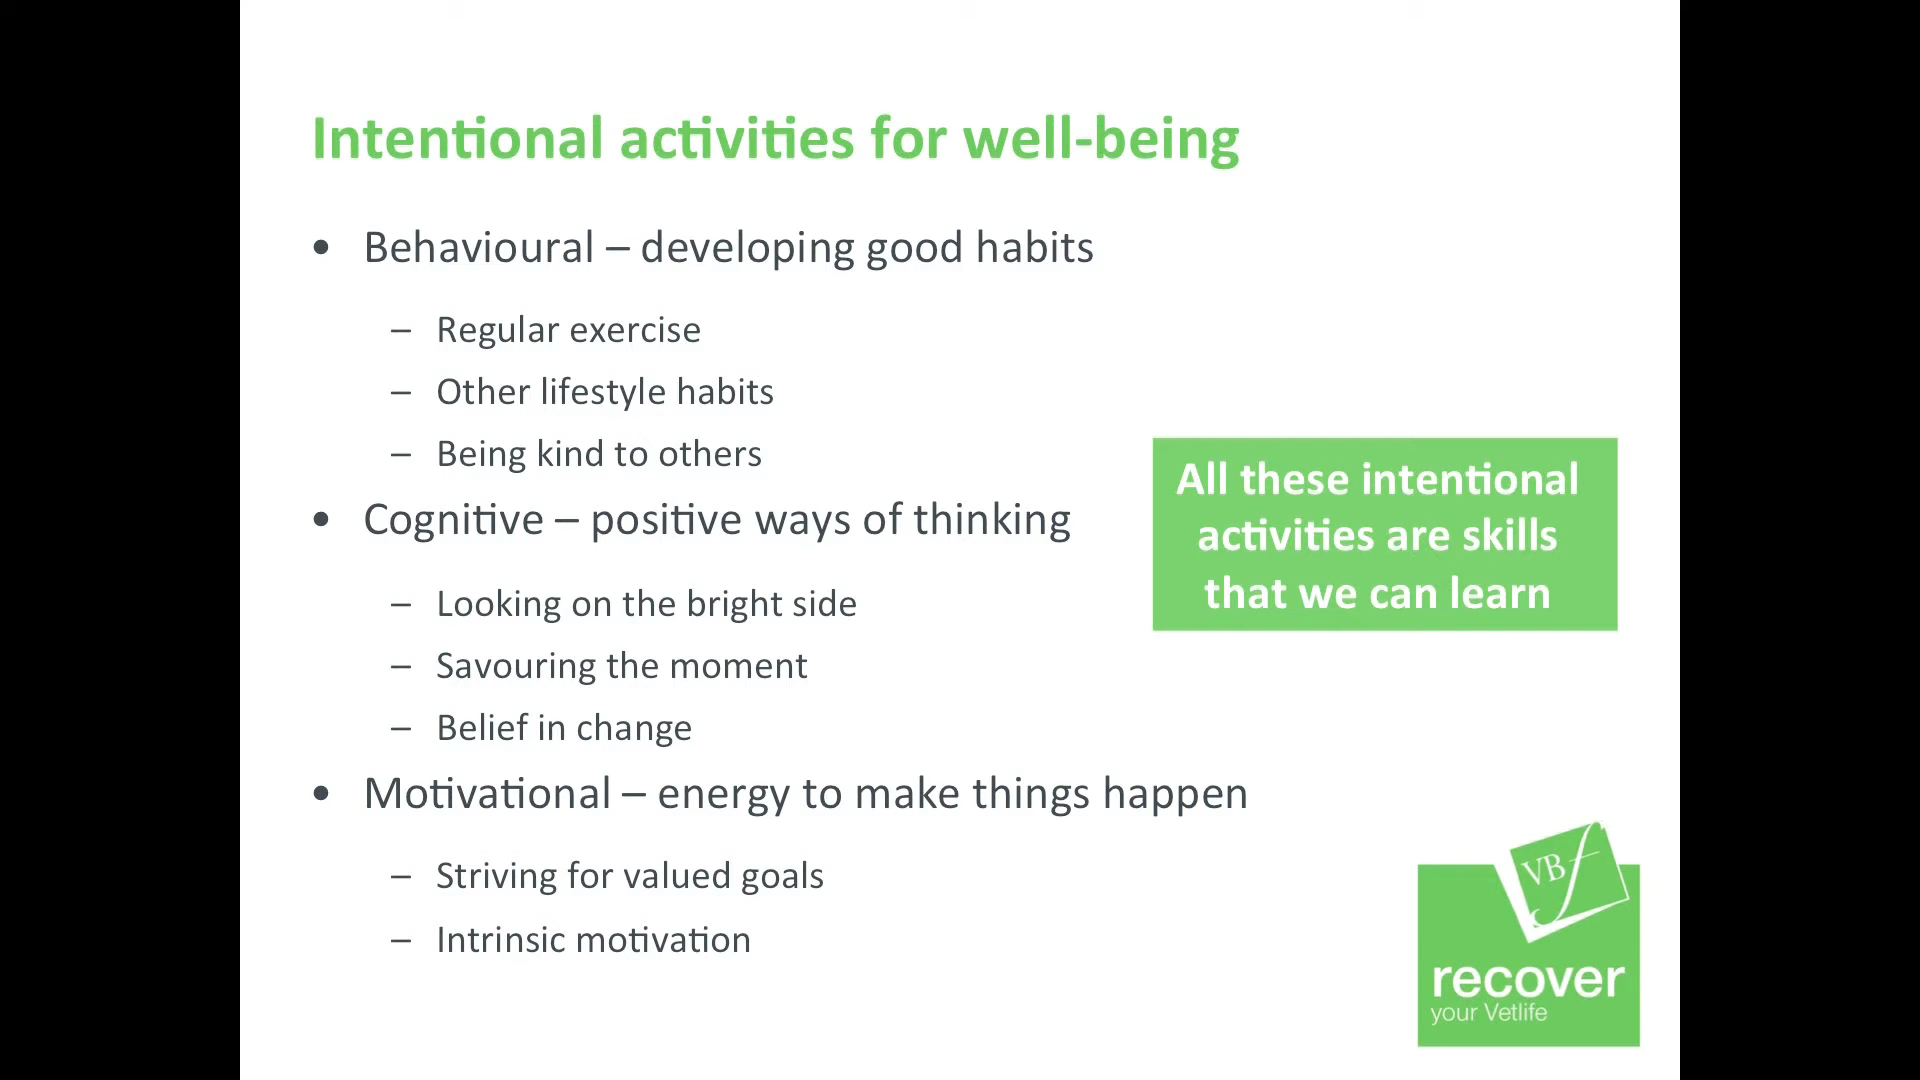 Intentional activities for well-being
• Behavioural – developing good habits
– Regular exercise
– Other lifestyle habits
– Being kind to others
• Cognitive – positive ways of thinking
– Looking on the bright side
– Savouring the moment
– Belief in change
• Motivational – energy to make things happen
– Striving for valued goals
– Intrinsic motivation
All these intentional
activities are skills
that we can learn
VBf
recover
your Vetlife